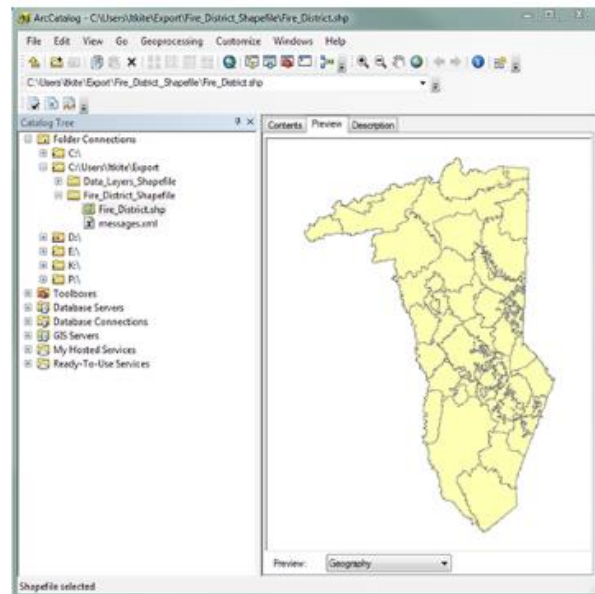 ArcCatalog - C:\Users\ltkite\Export\Fire_District_Shapefile\Fire_District.shp
File Edit View Go Geoprocessing Customize Windows Help
C:\Users\ltkite\Export\Fire_District_Shapefile\Fire_District.shp
Catalog Tree
Contents Preview Description
Folder Connections
C:\
C:\Users\ltkite\Export
Data_Layers_Shapefile
Fire_District_Shapefile
Fire_District.shp
messages.xml
D:\
E:\
K:\
P:\
Toolboxes
Database Servers
Database Connections
GIS Servers
My Hosted Services
Ready-To-Use Services
Preview: Geography
Shapefile selected